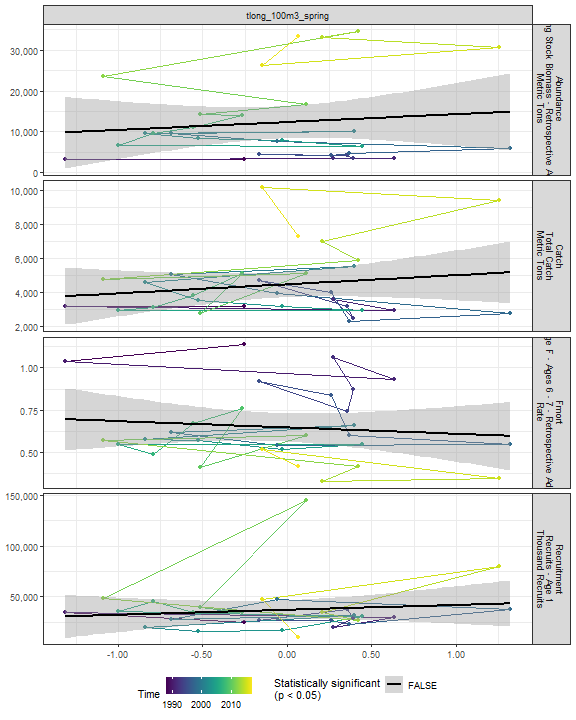 tlong_100m3_spring
30,000
20,000
10,000
0
Abundance
Stock Biomass - Retrospective
Metric Tons
10,000
8,000
6,000
4,000
2,000
Catch
Total Catch
Metric Tons
1.00
0.75
0.50
Fmort
F - Ages 6 - 7 - Retrospective
Rate
150,000
100,000
50,000
Recruitment
Recruits - Age 1
Thousand Recruits
-1.00
-0.50
0.00
0.50
1.00
Time
1990 2000 2010
Statistically significant
(p < 0.05)
FALSE